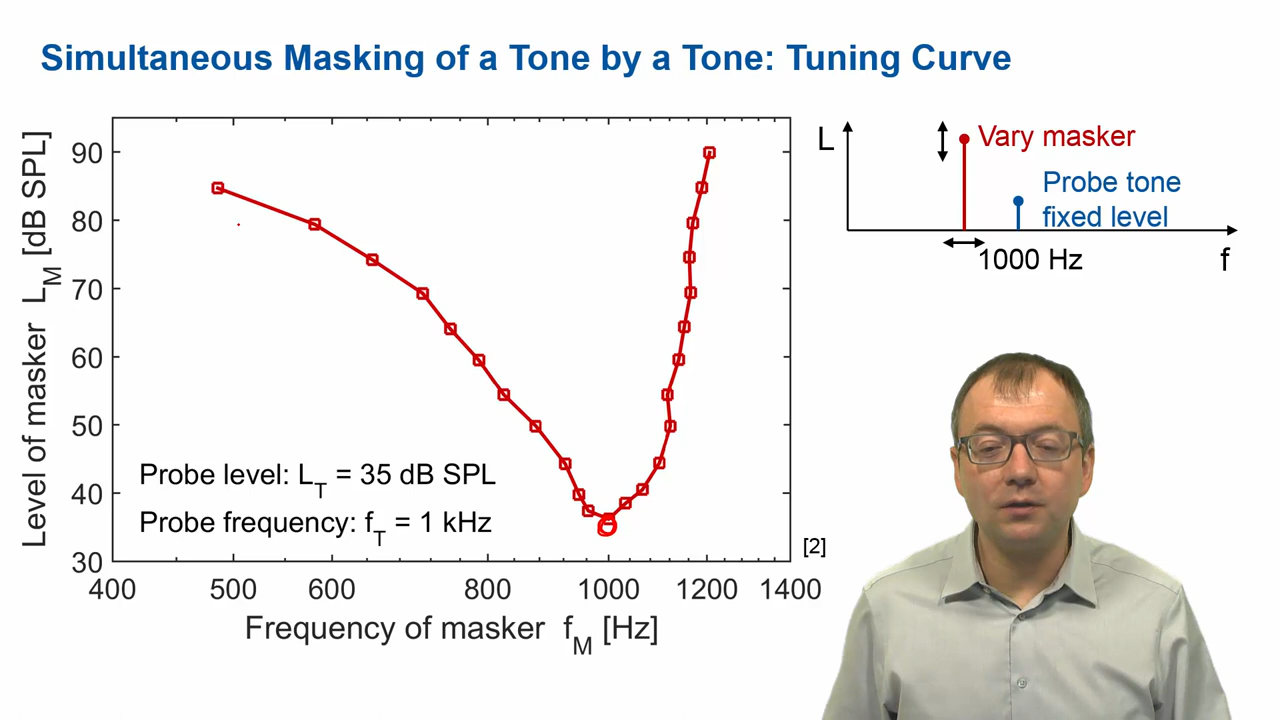 Simultaneous Masking of a Tone by a Tone: Tuning Curve
Level of masker L_M [dB SPL]
90
80
70
60
50
40
30
Probe level: L_T = 35 dB SPL
Probe frequency: f_T = 1 kHz
400 500 600 800 1000 1200 1400
Frequency of masker f_M [Hz]
[2]
L
Vary masker
Probe tone
fixed level
1000 Hz
f